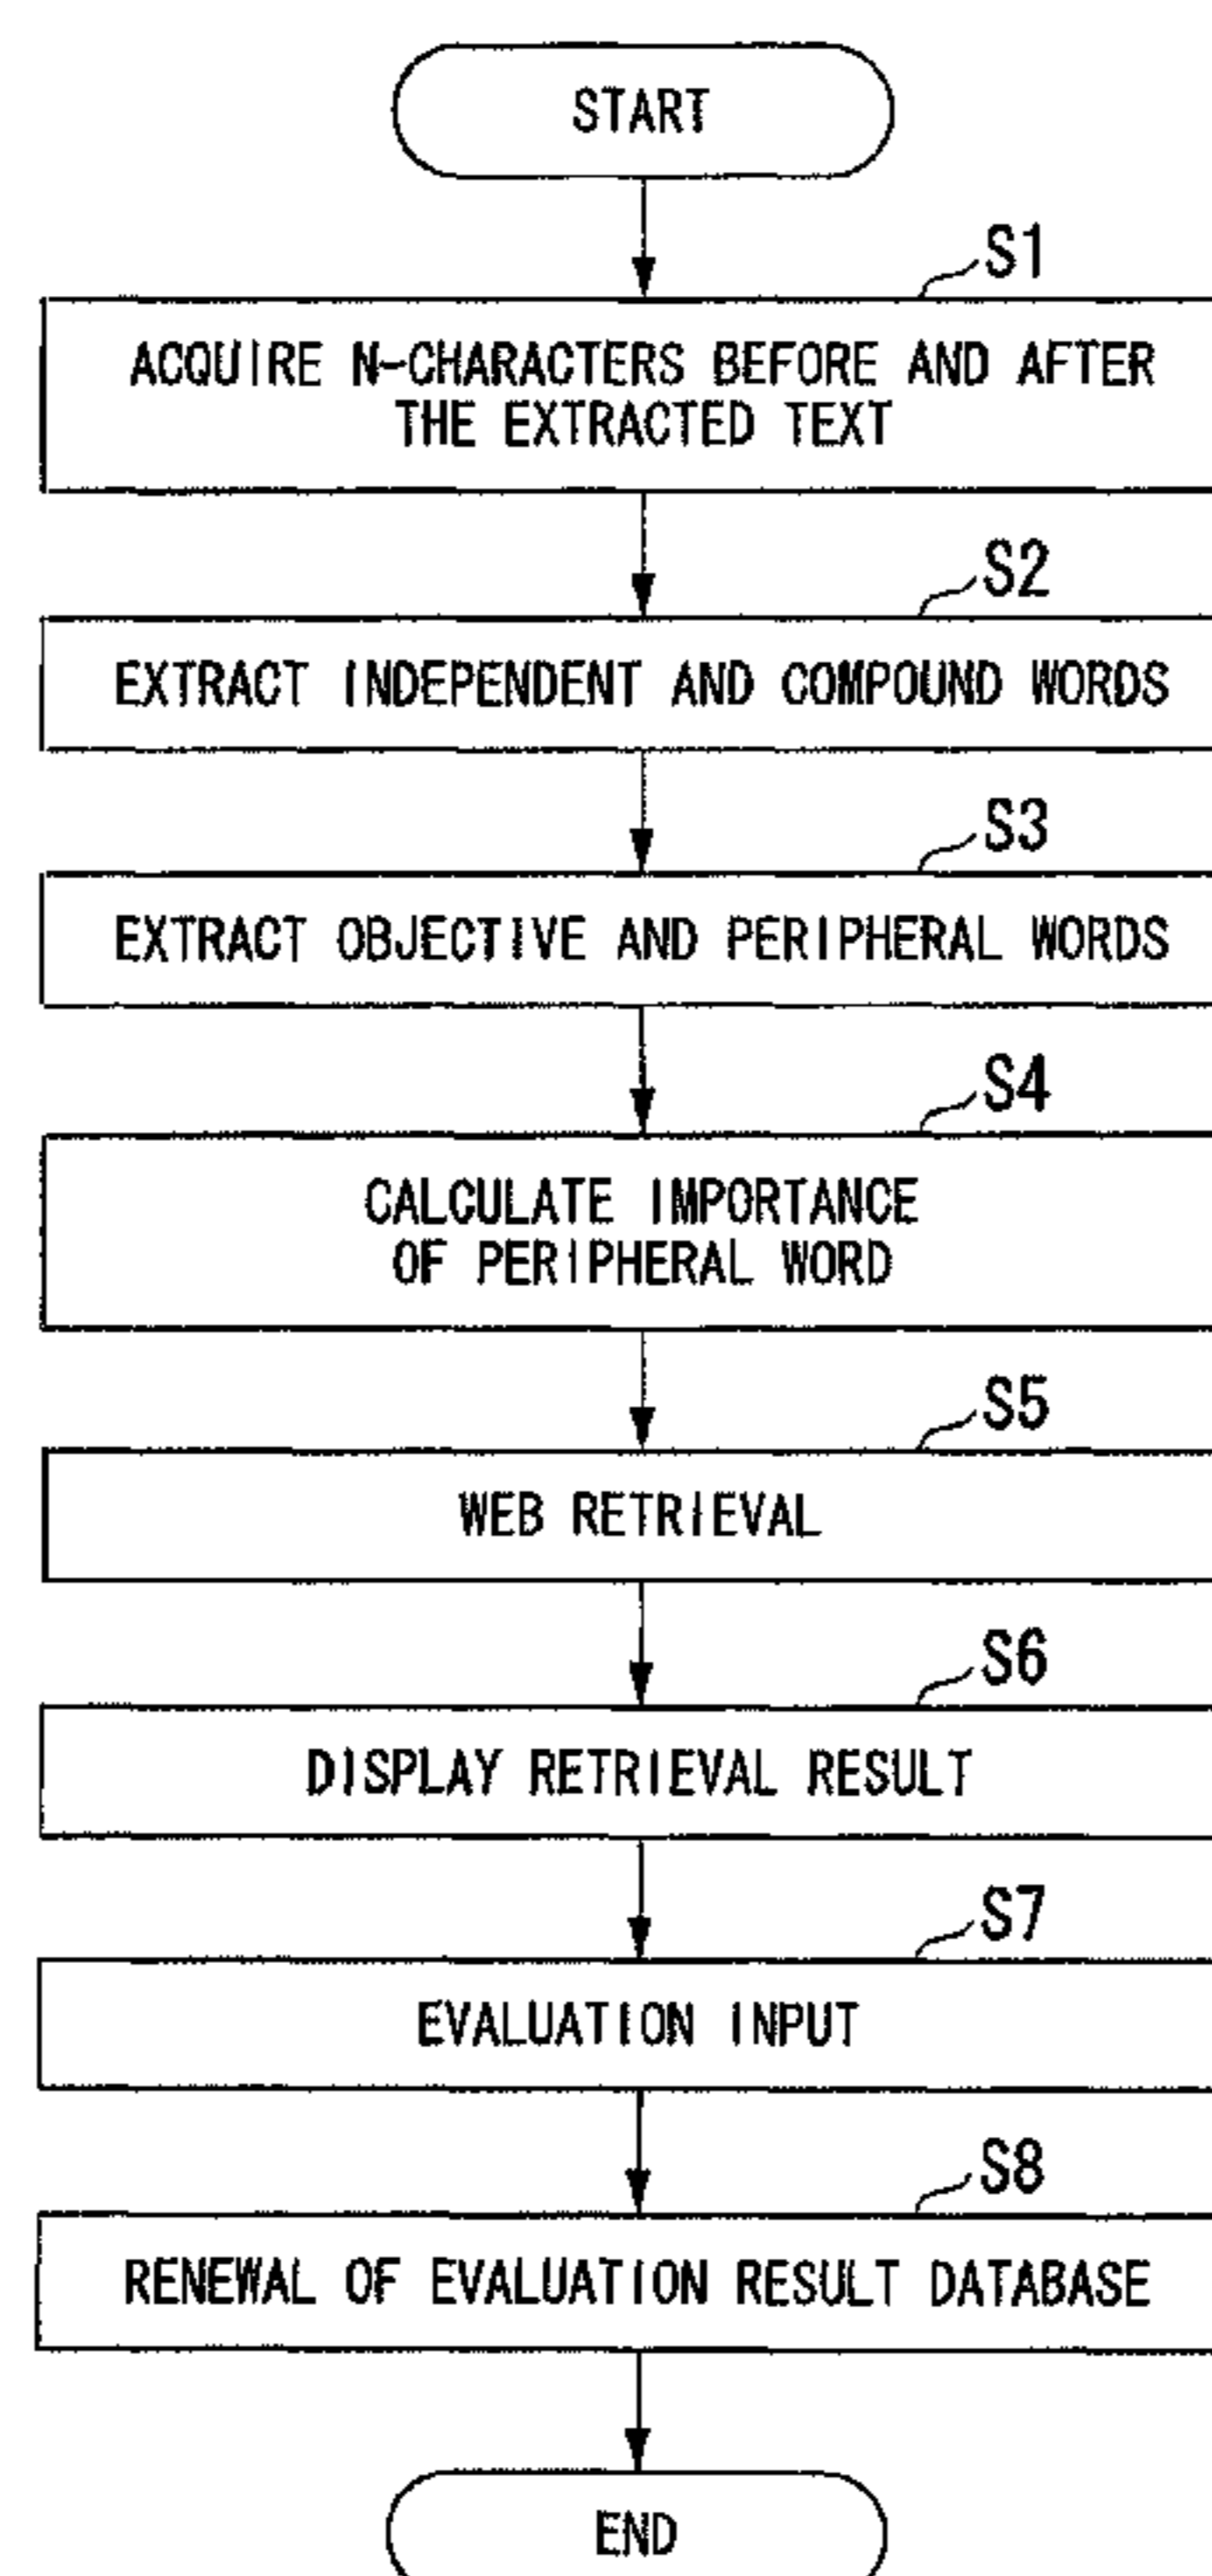 START
S1
ACQUIRE N-CHARACTERS BEFORE AND AFTER
THE EXTRACTED TEXT
S2
EXTRACT INDEPENDENT AND COMPOUND WORDS
S3
EXTRACT OBJECTIVE AND PERIPHERAL WORDS
S4
CALCULATE IMPORTANCE
OF PERIPHERAL WORD
S5
WEB RETRIEVAL
S6
DISPLAY RETRIEVAL RESULT
S7
EVALUATION INPUT
S8
RENEWAL OF EVALUATION RESULT DATABASE
END